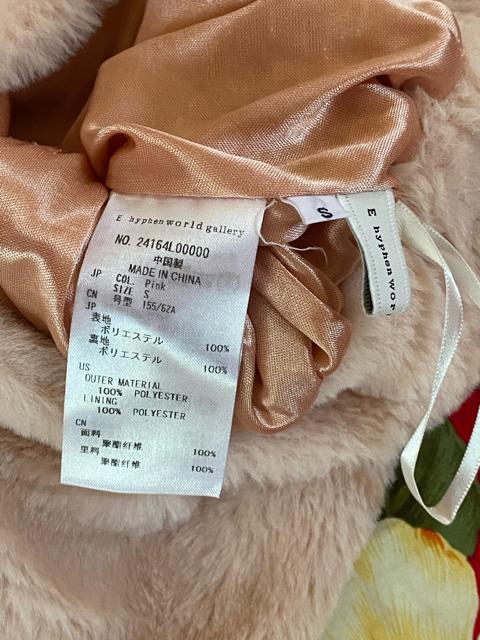 E hyphen world gallery
NO. 24164L00000
中国製
MADE IN CHINA
JP COL. Pink
SIZE S
CN 号型 155/62A
JP
表地
ポリエステル 100%
裏地
ポリエステル 100%
US
OUTER MATERIAL
100% POLYESTER
LINING
100% POLYESTER
CN
面料
聚酯纤维 100%
里料
聚酯纤维 100%
S
E hyphen wor